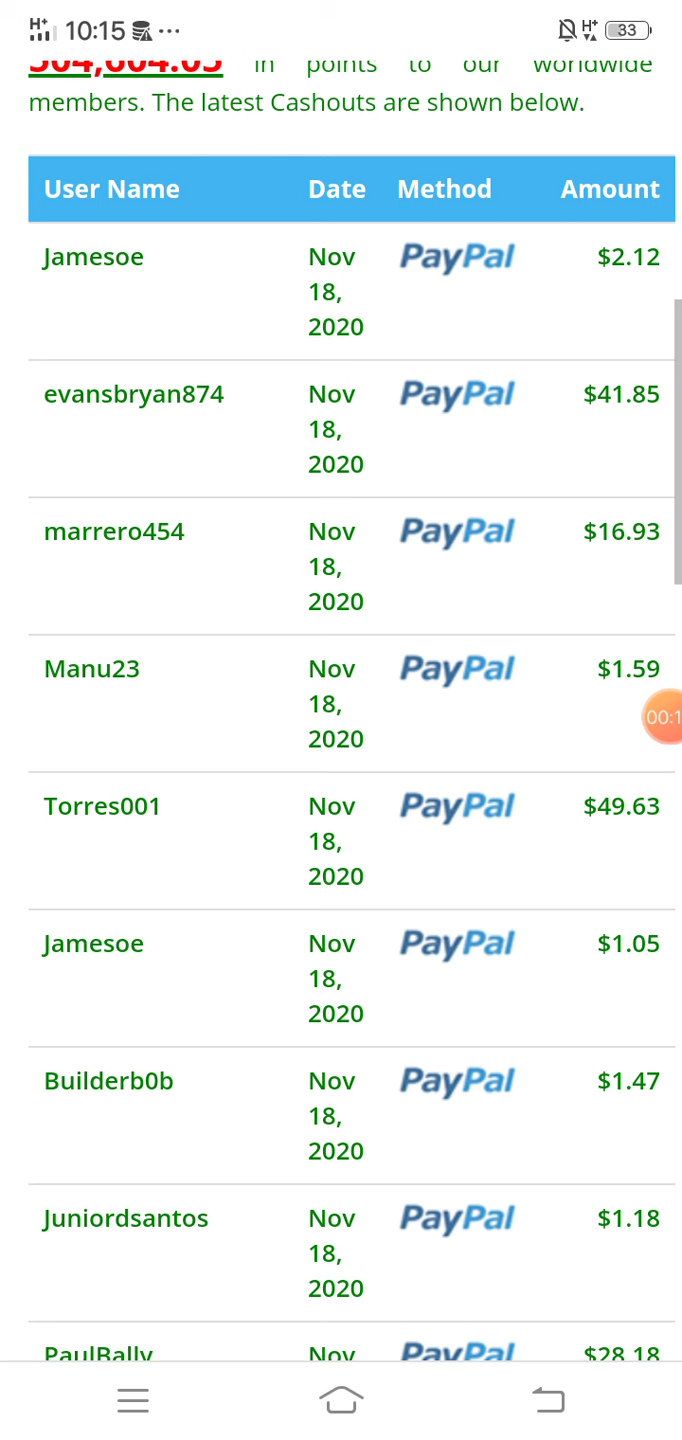 H+ 10:15 ... H+ 33
in points to our worldwide
members. The latest Cashouts are shown below.
User Name Date Method Amount
Jamesoe Nov PayPal $2.12
18,
2020
evansbryan874 Nov PayPal $41.85
18,
2020
marrero454 Nov PayPal $16.93
18,
2020
Manu23 Nov PayPal $1.59
18,
00:1
2020
Torres001 Nov PayPal $49.63
18,
2020
Jamesoe Nov PayPal $1.05
18,
2020
Builderb0b Nov PayPal $1.47
18,
2020
Juniordsantos Nov PayPal $1.18
18,
2020
PaulBally Nov PayPal $28.18